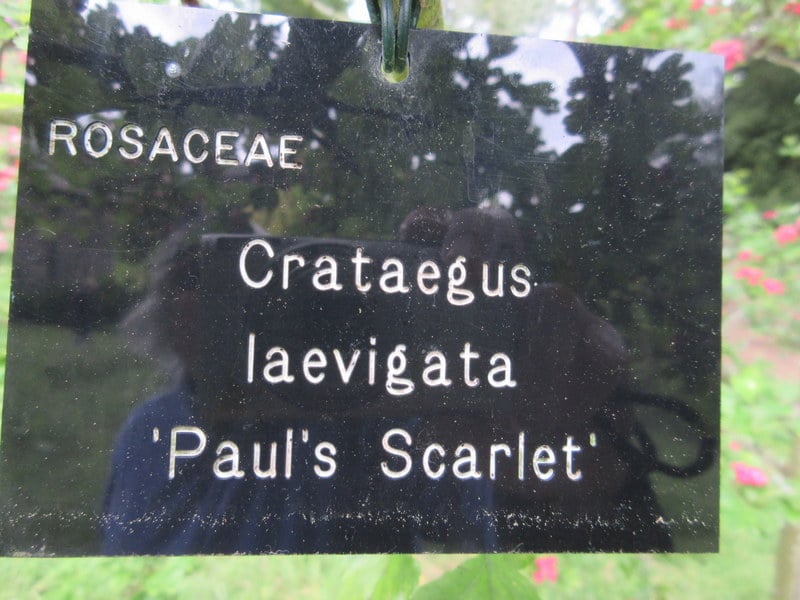 ROSACEAE
Crataegus
laevigata
'Paul's Scarlet'